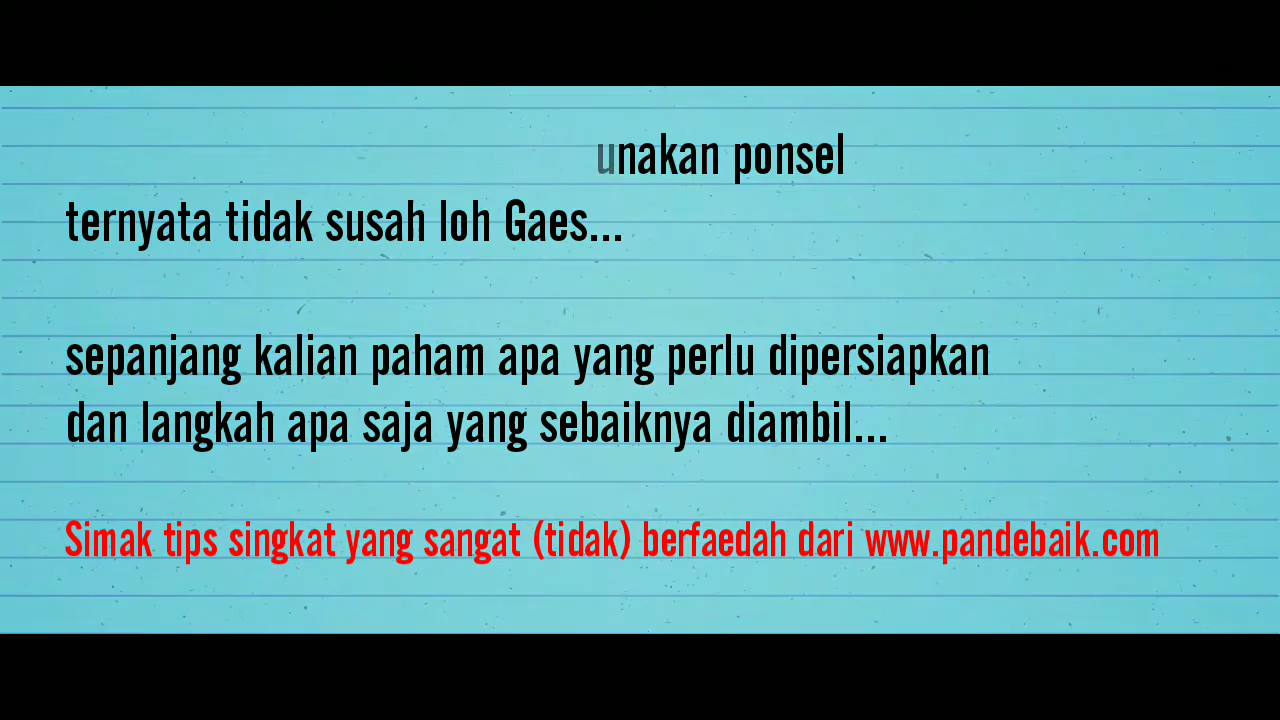 unakan ponsel
ternyata tidak susah loh Gaes...
sepanjang kalian paham apa yang perlu dipersiapkan
dan langkah apa saja yang sebaiknya diambil...
Simak tips singkat yang sangat (tidak) berfaedah dari www.pandebaik.com